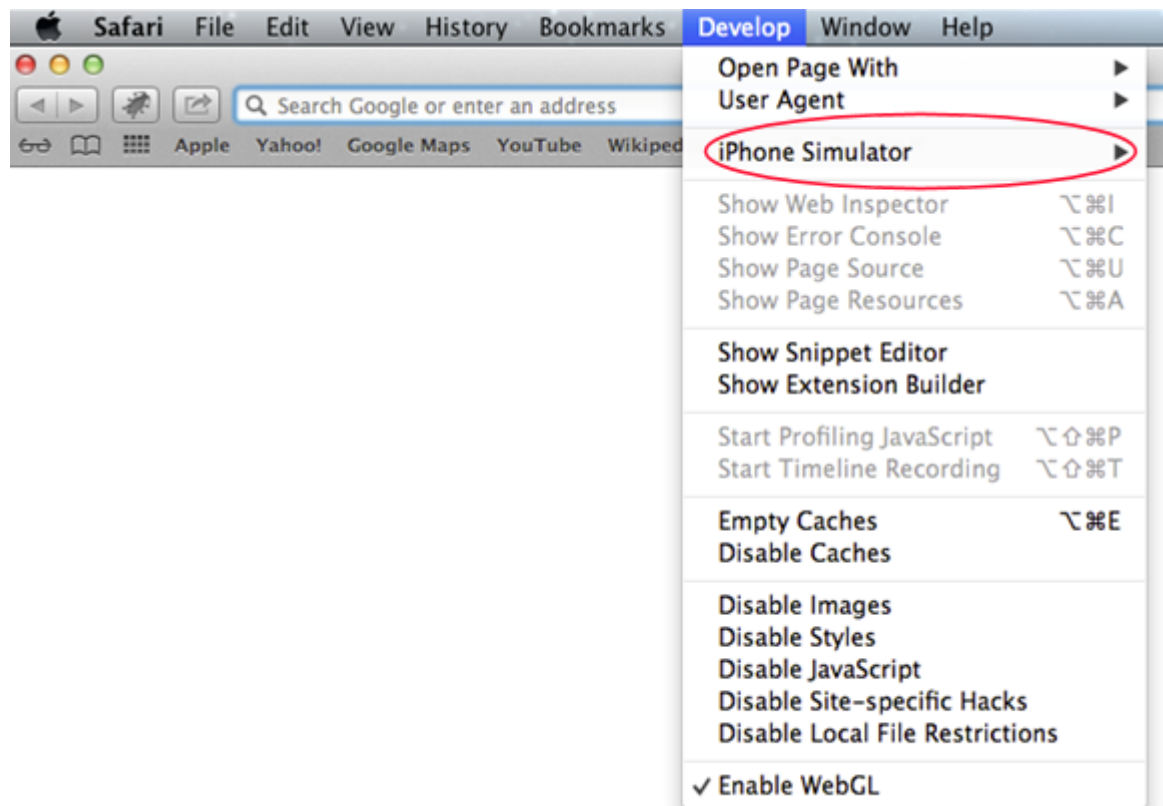 Safari File Edit View History Bookmarks Develop Window Help
Search Google or enter an address
Apple Yahoo! Google Maps YouTube Wikiped
Open Page With
User Agent
iPhone Simulator
Show Web Inspector ⌥⌘I
Show Error Console ⌥⌘C
Show Page Source ⌥⌘U
Show Page Resources ⌥⌘A
Show Snippet Editor
Show Extension Builder
Start Profiling JavaScript ⌥⇧⌘P
Start Timeline Recording ⌥⇧⌘T
Empty Caches ⌥⌘E
Disable Caches
Disable Images
Disable Styles
Disable JavaScript
Disable Site-specific Hacks
Disable Local File Restrictions
✓ Enable WebGL